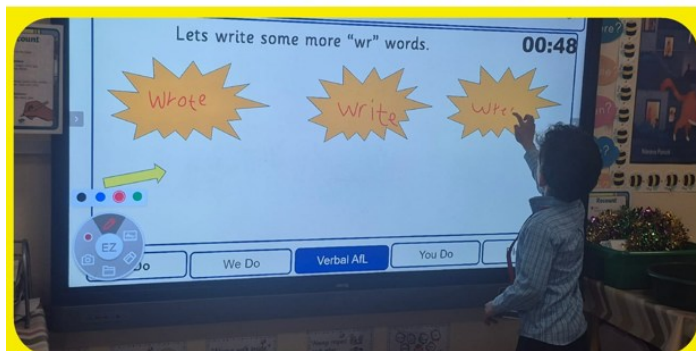 Lets write some more "wr" words.
00:48
Wrote
Write
EZ
We Do
Verbal AfL
You Do